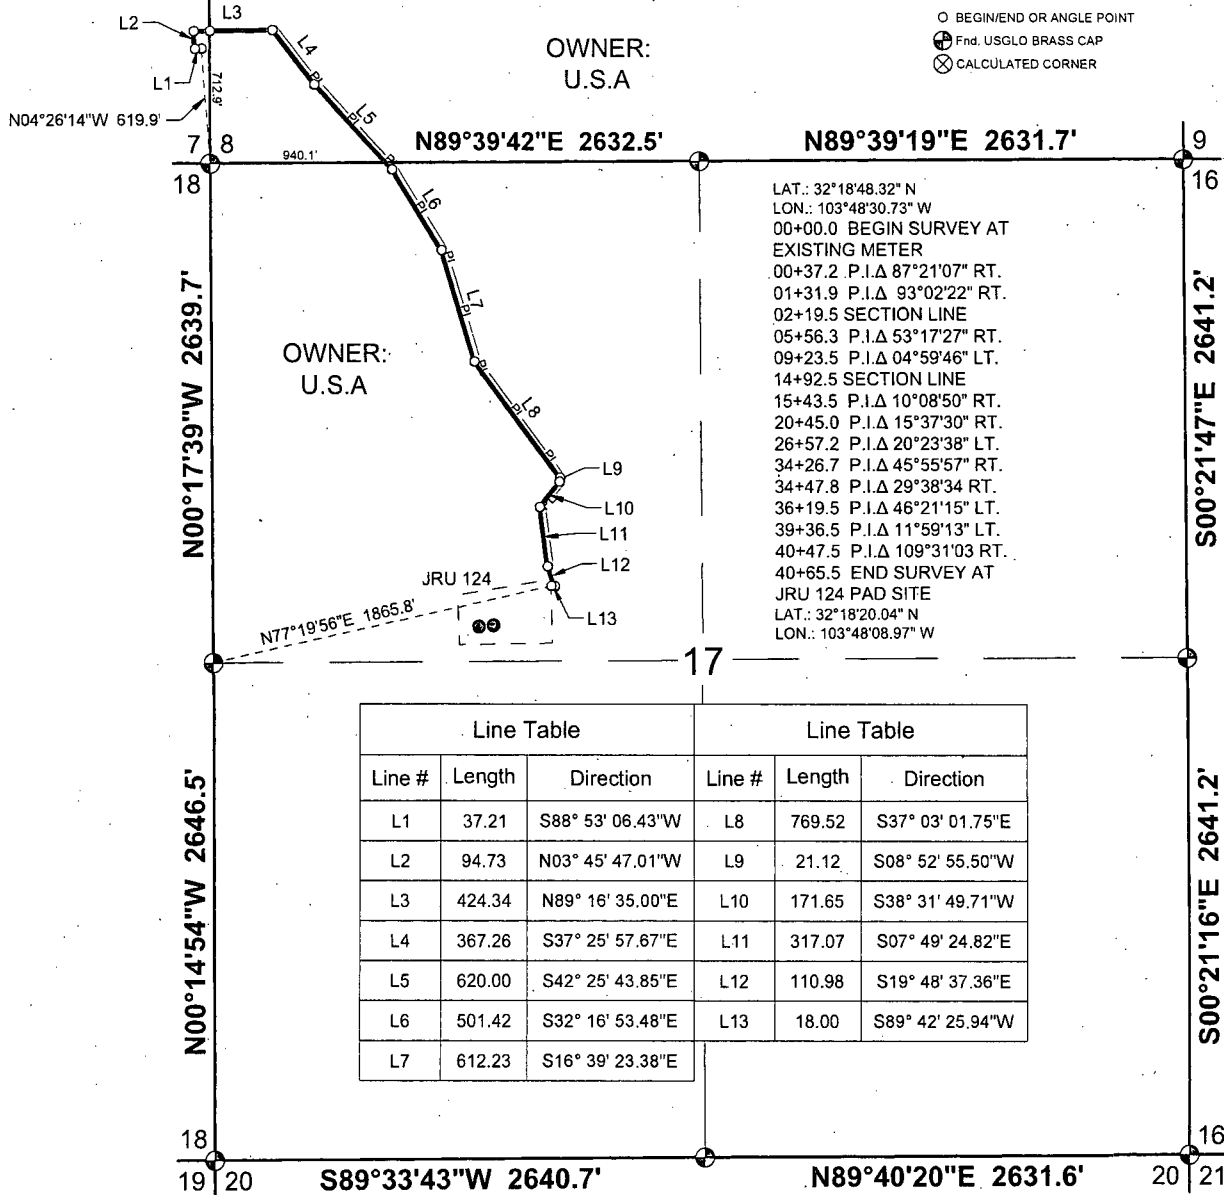 L2
L3
L1
L4
712.9'
N04°26'14"W 619.9'
OWNER:
U.S.A
BEGIN/END OR ANGLE POINT
Fnd. USGLO BRASS CAP
CALCULATED CORNER
PI
L5
PI
7 8
940.1'
PI
N89°39'42"E 2632.5'
N89°39'19"E 2631.7'
9
18
16
L6
PI
PI
L7
PI
PI
L8
PI
PI
OWNER:
U.S.A
N00°17'39"W 2639.7'
S00°21'47"E 2641.2'
LAT.: 32°18'48.32" N
LON.: 103°48'30.73" W
00+00.0 BEGIN SURVEY AT
EXISTING METER
00+37.2 P.I.Δ 87°21'07" RT.
01+31.9 P.I.Δ 93°02'22" RT.
02+19.5 SECTION LINE
05+56.3 P.I.Δ 53°17'27" RT.
09+23.5 P.I.Δ 04°59'46" LT.
14+92.5 SECTION LINE
15+43.5 P.I.Δ 10°08'50" RT.
20+45.0 P.I.Δ 15°37'30" RT.
26+57.2 P.I.Δ 20°23'38" LT.
34+26.7 P.I.Δ 45°55'57" RT.
34+47.8 P.I.Δ 29°38'34 RT.
36+19.5 P.I.Δ 46°21'15" LT.
39+36.5 P.I.Δ 11°59'13" LT.
40+47.5 P.I.Δ 109°31'03 RT.
40+65.5 END SURVEY AT
JRU 124 PAD SITE
LAT.: 32°18'20.04" N
LON.: 103°48'08.97" W
L9
L10
L11
L12
L13
JRU 124
N77°19'56"E 1865.8'
17
Line Table Line Table
Line # Length Direction Line # Length Direction
L1 37.21 S88° 53' 06.43"W L8 769.52 S37° 03' 01.75"E
L2 94.73 N03° 45' 47.01"W L9 21.12 S08° 52' 55.50"W
L3 424.34 N89° 16' 35.00"E L10 171.65 S38° 31' 49.71"W
L4 367.26 S37° 25' 57.67"E L11 317.07 S07° 49' 24.82"E
L5 620.00 S42° 25' 43.85"E L12 110.98 S19° 48' 37.36"E
L6 501.42 S32° 16' 53.48"E L13 18.00 S89° 42' 25.94"W
L7 612.23 S16° 39' 23.38"E
N00°14'54"W 2646.5'
S00°21'16"E 2641.2'
18
16
19 20
S89°33'43"W 2640.7'
N89°40'20"E 2631.6'
20 21